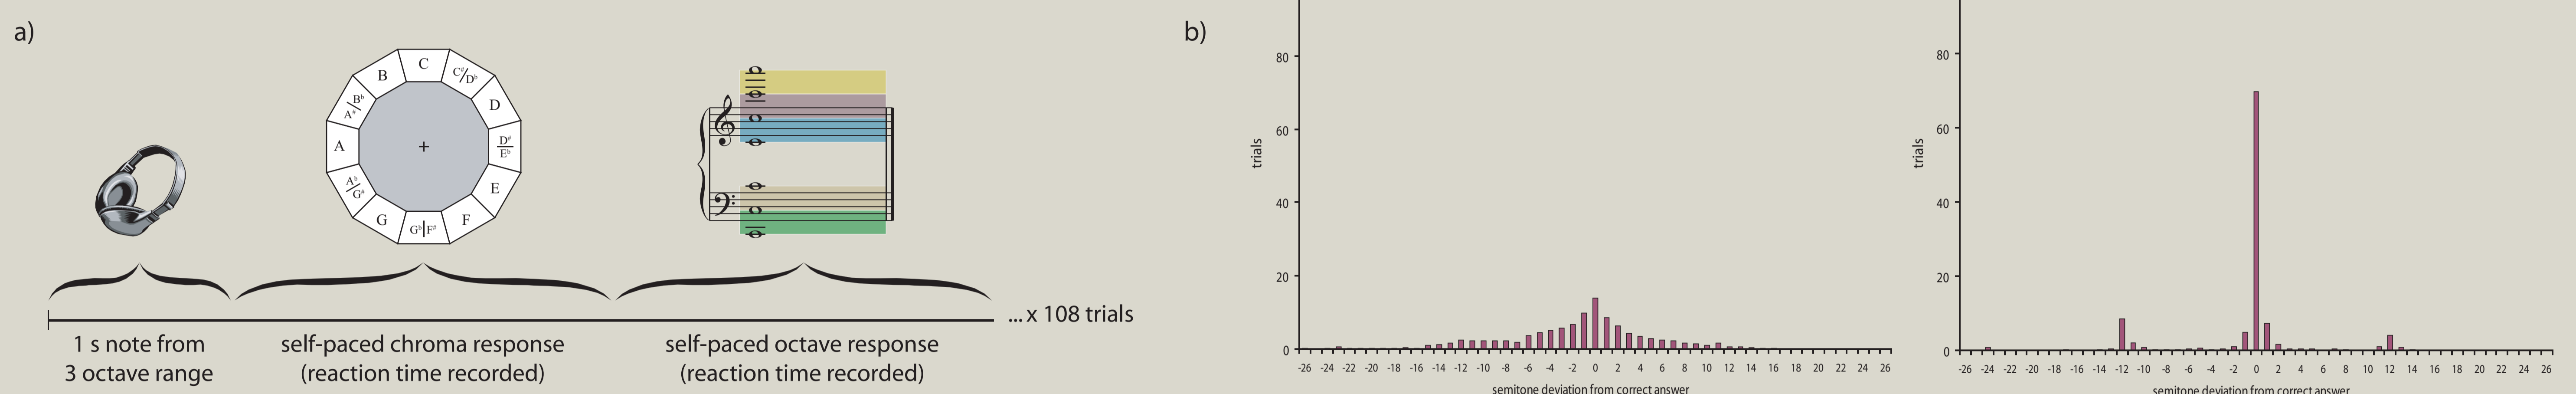 a)
C
C♯/D♭
D
D♯
E♭
E
F
G♭|F♯
G
A♭/G♯
A
B♭/A♯
B
+
1 s note from
3 octave range
self-paced chroma response
(reaction time recorded)
self-paced octave response
(reaction time recorded)
... x 108 trials
b)
trials
80
60
40
20
0
-26 -24 -22 -20 -18 -16 -14 -12 -10 -8 -6 -4 -2 0 2 4 6 8 10 12 14 16 18 20 22 24 26
semitone deviation from correct answer
trials
80
60
40
20
0
-26 -24 -22 -20 -18 -16 -14 -12 -10 -8 -6 -4 -2 0 2 4 6 8 10 12 14 16 18 20 22 24 26
semitone deviation from correct answer